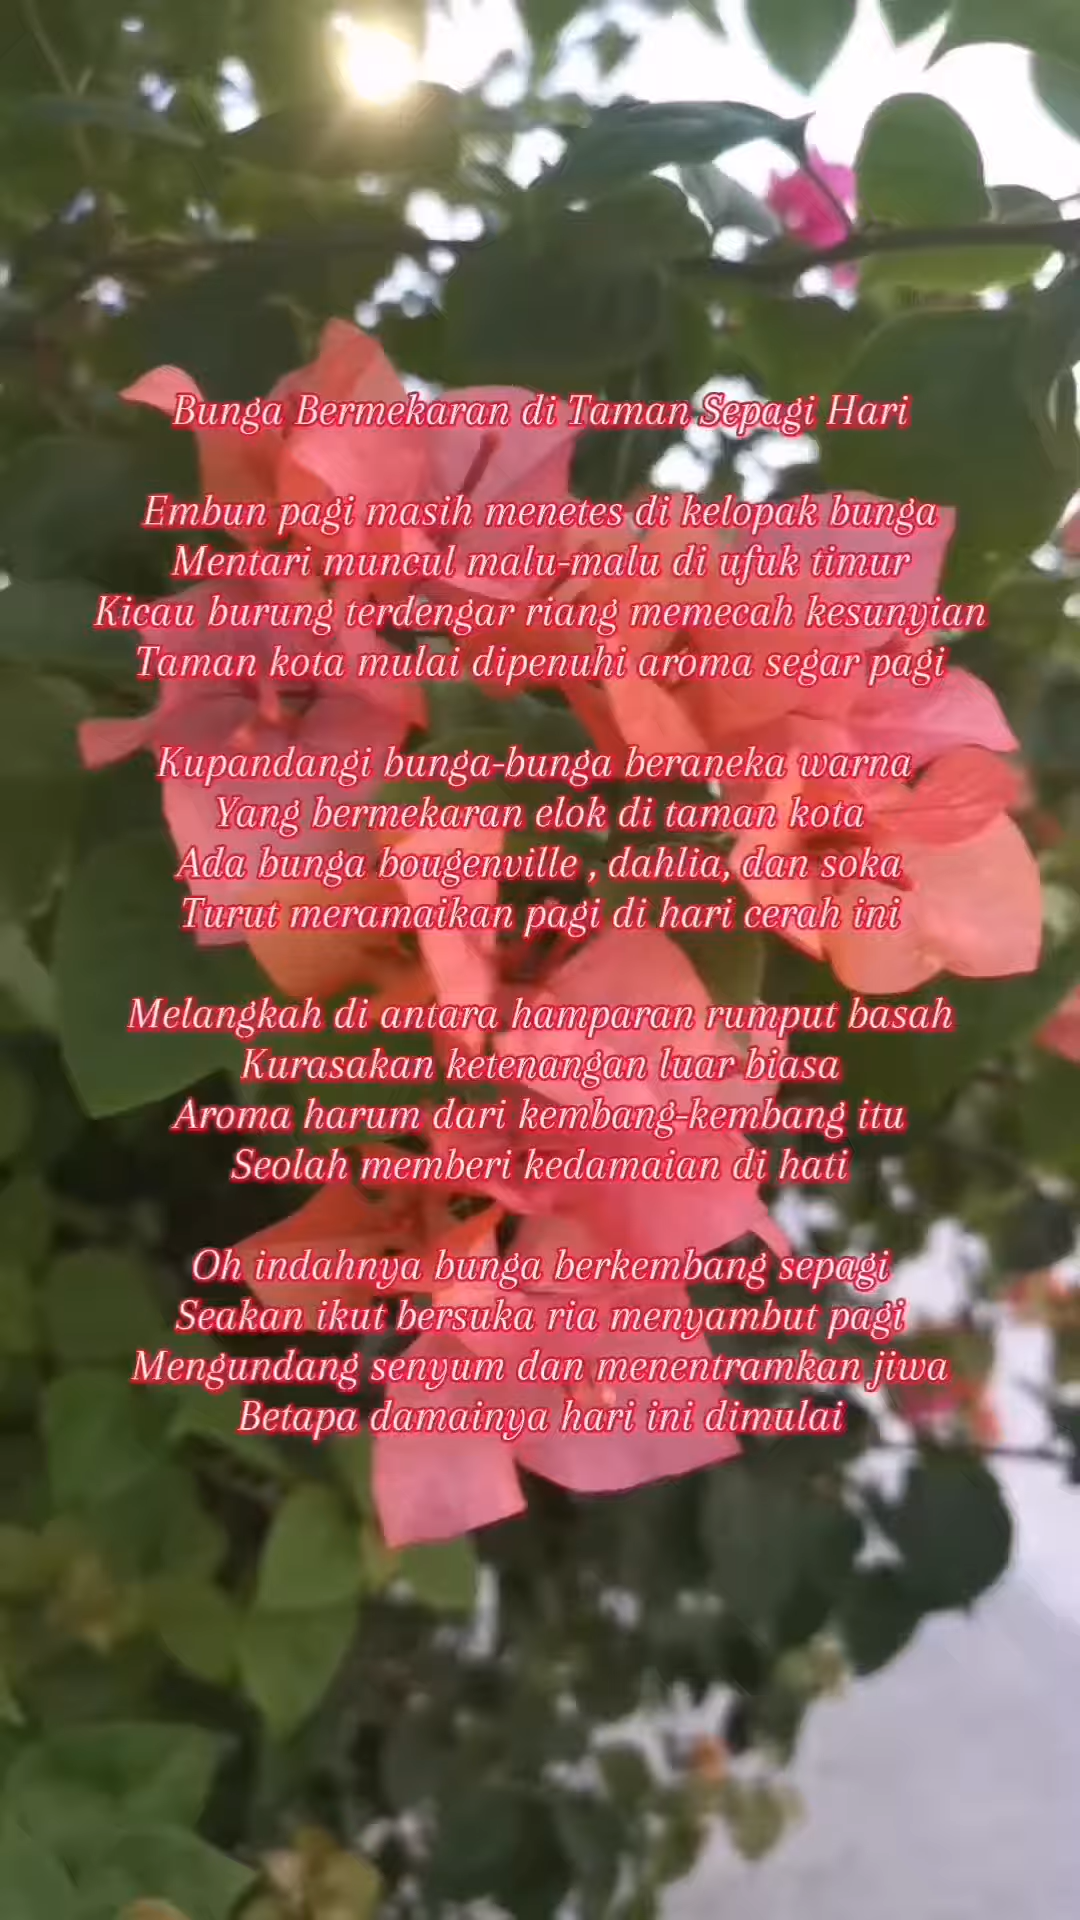 Bunga Bermekaran di Taman Sepagi Hari
Embun pagi masih menetes di kelopak bunga
Mentari muncul malu-malu di ufuk timur
Kicau burung terdengar riang memecah kesunyian
Taman kota mulai dipenuhi aroma segar pagi
Kupandangi bunga-bunga beraneka warna
Yang bermekaran elok di taman kota
Ada bunga bougenville , dahlia, dan soka
Turut meramaikan pagi di hari cerah ini
Melangkah di antara hamparan rumput basah
Kurasakan ketenangan luar biasa
Aroma harum dari kembang-kembang itu
Seolah memberi kedamaian di hati
Oh indahnya bunga berkembang sepagi
Seakan ikut bersuka ria menyambut pagi
Mengundang senyum dan menentramkan jiwa
Betapa damainya hari ini dimulai